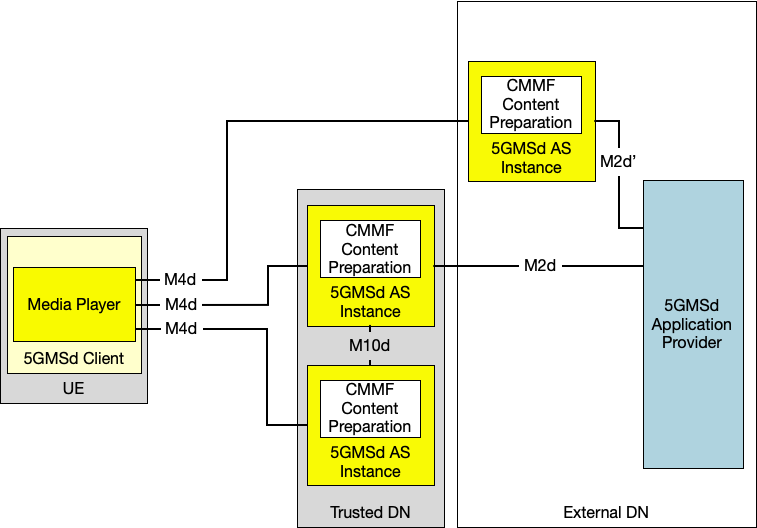 CMMF
Content
Preparation
5GMSd AS
Instance
M2d’
CMMF
Content
Preparation
5GMSd AS
Instance
M4d
M4d
M4d
M2d
Media Player
5GMSd Client
UE
M10d
5GMSd
Application
Provider
CMMF
Content
Preparation
5GMSd AS
Instance
Trusted DN
External DN